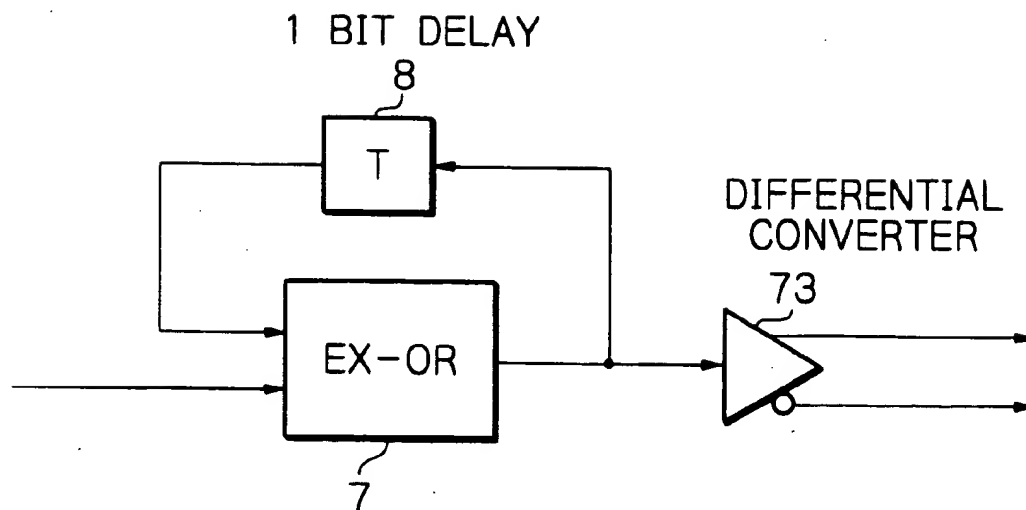 1 BIT DELAY
8
T
DIFFERENTIAL
CONVERTER
73
EX-OR
7